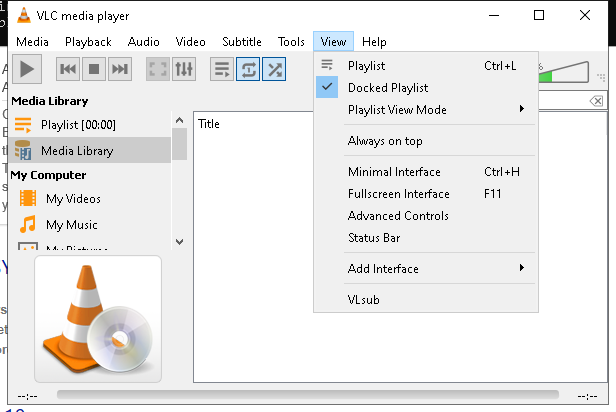 VLC media player
Media Playback Audio Video Subtitle Tools View Help
Media Library
Playlist [00:00]
Media Library
My Computer
My Videos
My Music
My Pictures
Title
%
Playlist Ctrl+L
Docked Playlist
Playlist View Mode
Always on top
Minimal Interface Ctrl+H
Fullscreen Interface F11
Advanced Controls
Status Bar
Add Interface
VLsub
--:-- --:--